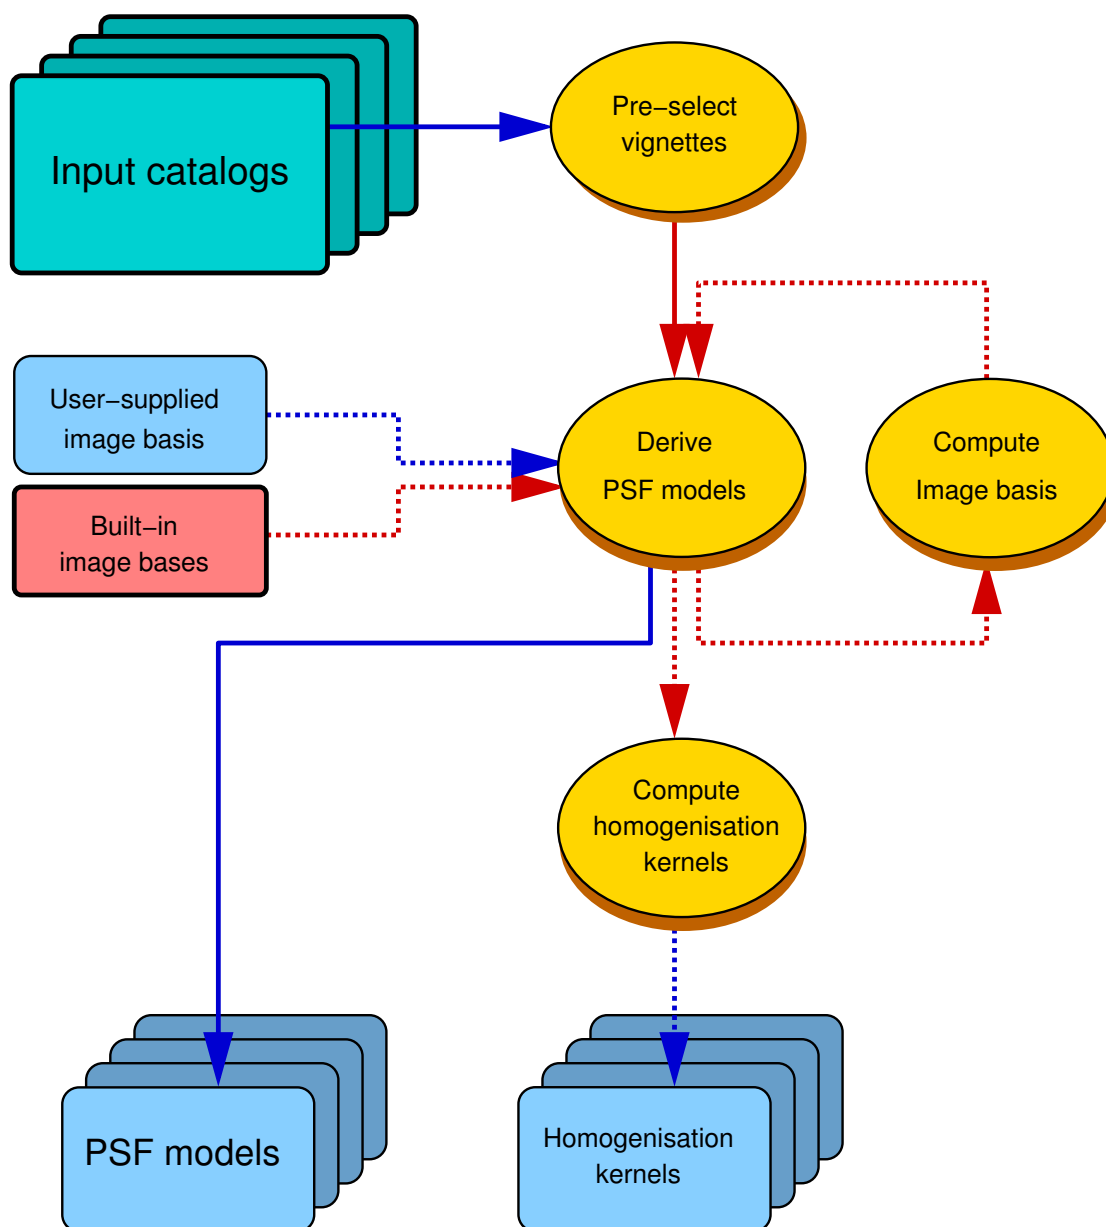 Input catalogs
Pre−select
vignettes
User−supplied
image basis
Built−in
image bases
Derive
PSF models
Compute
Image basis
Compute
homogenisation
kernels
PSF models
Homogenisation
kernels